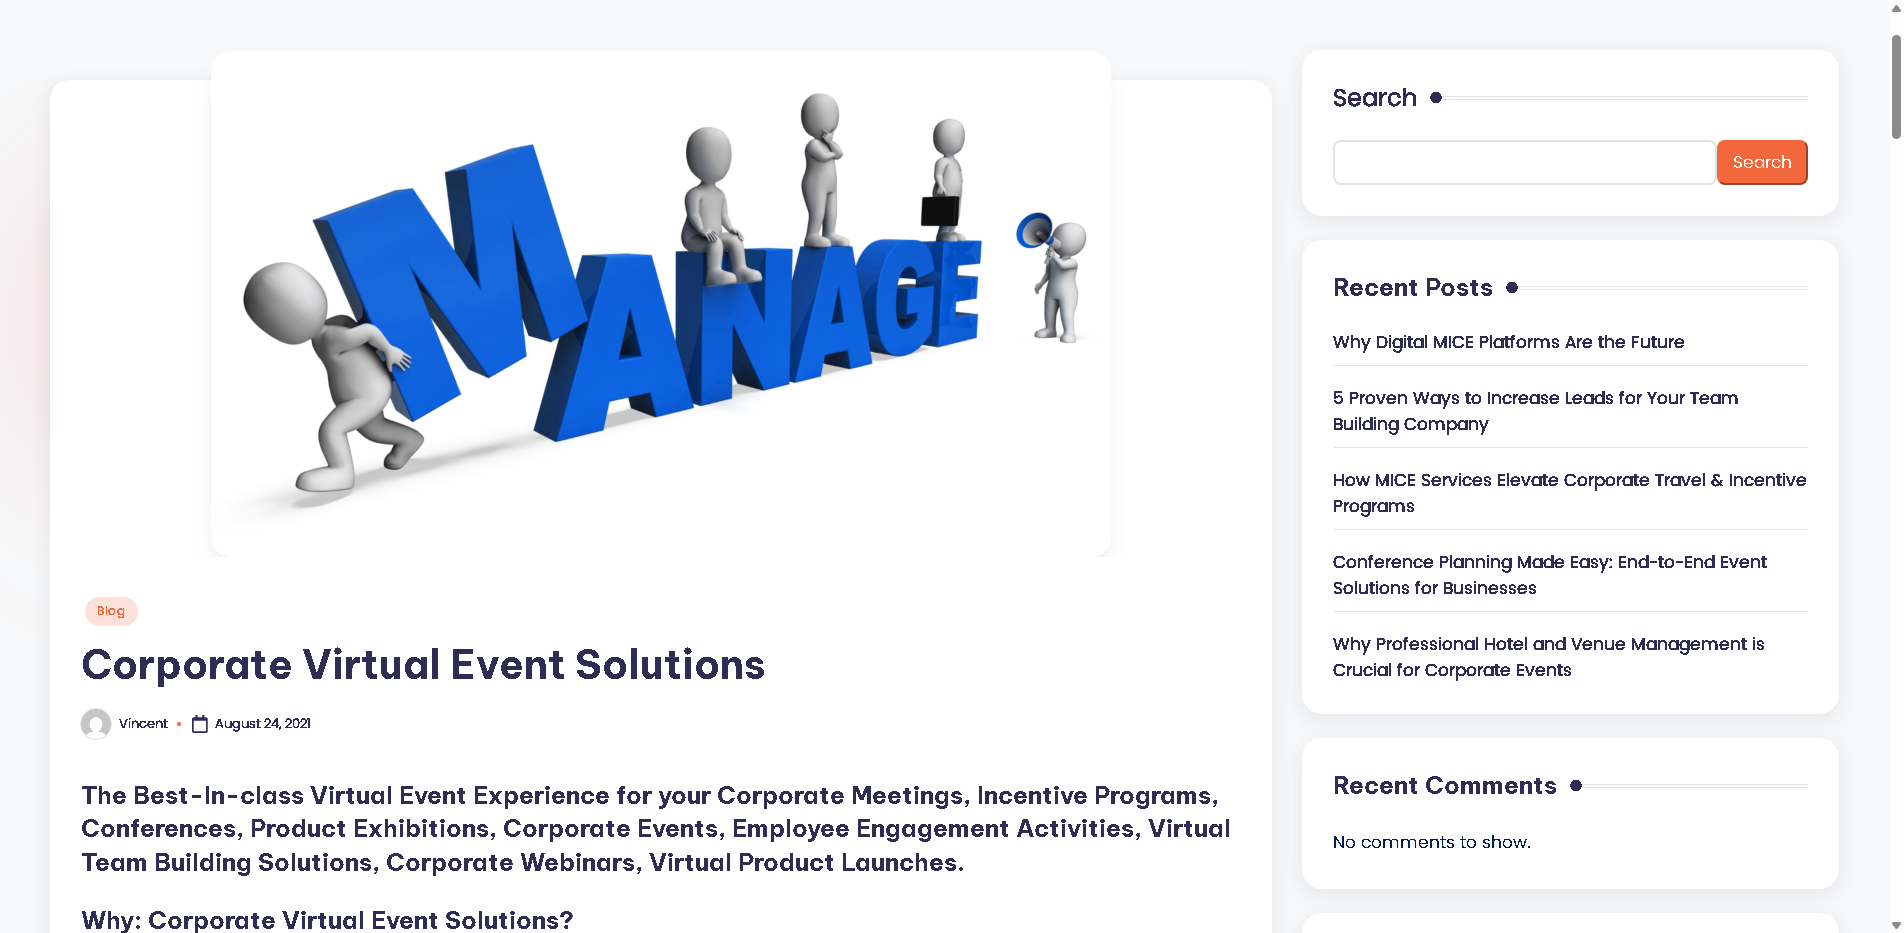 MANAGE
Blog
Corporate Virtual Event Solutions
Vincent • August 24, 2021
The Best-In-class Virtual Event Experience for your Corporate Meetings, Incentive Programs,
Conferences, Product Exhibitions, Corporate Events, Employee Engagement Activities, Virtual
Team Building Solutions, Corporate Webinars, Virtual Product Launches.
Why: Corporate Virtual Event Solutions?
Search
Search
Recent Posts
Why Digital MICE Platforms Are the Future
5 Proven Ways to Increase Leads for Your Team
Building Company
How MICE Services Elevate Corporate Travel & Incentive
Programs
Conference Planning Made Easy: End-to-End Event
Solutions for Businesses
Why Professional Hotel and Venue Management is
Crucial for Corporate Events
Recent Comments
No comments to show.